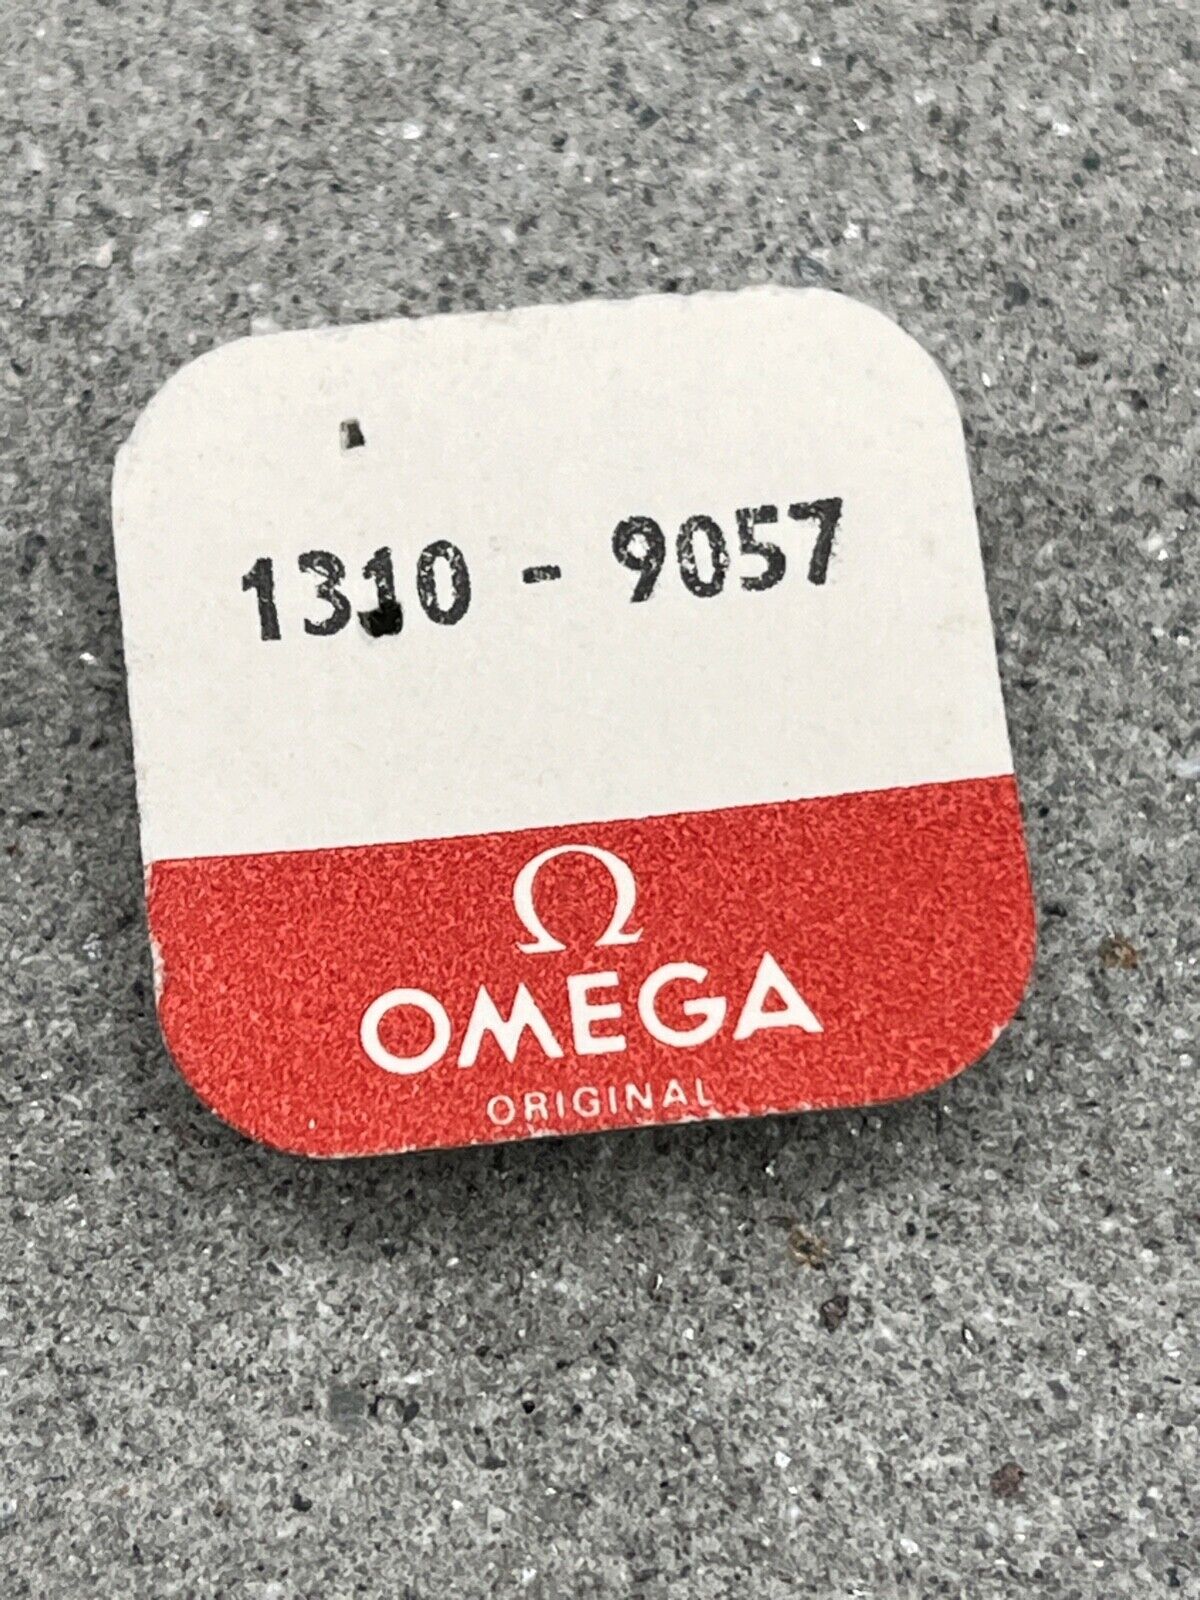 1310 - 9057
Ω
OMEGA
ORIGINAL